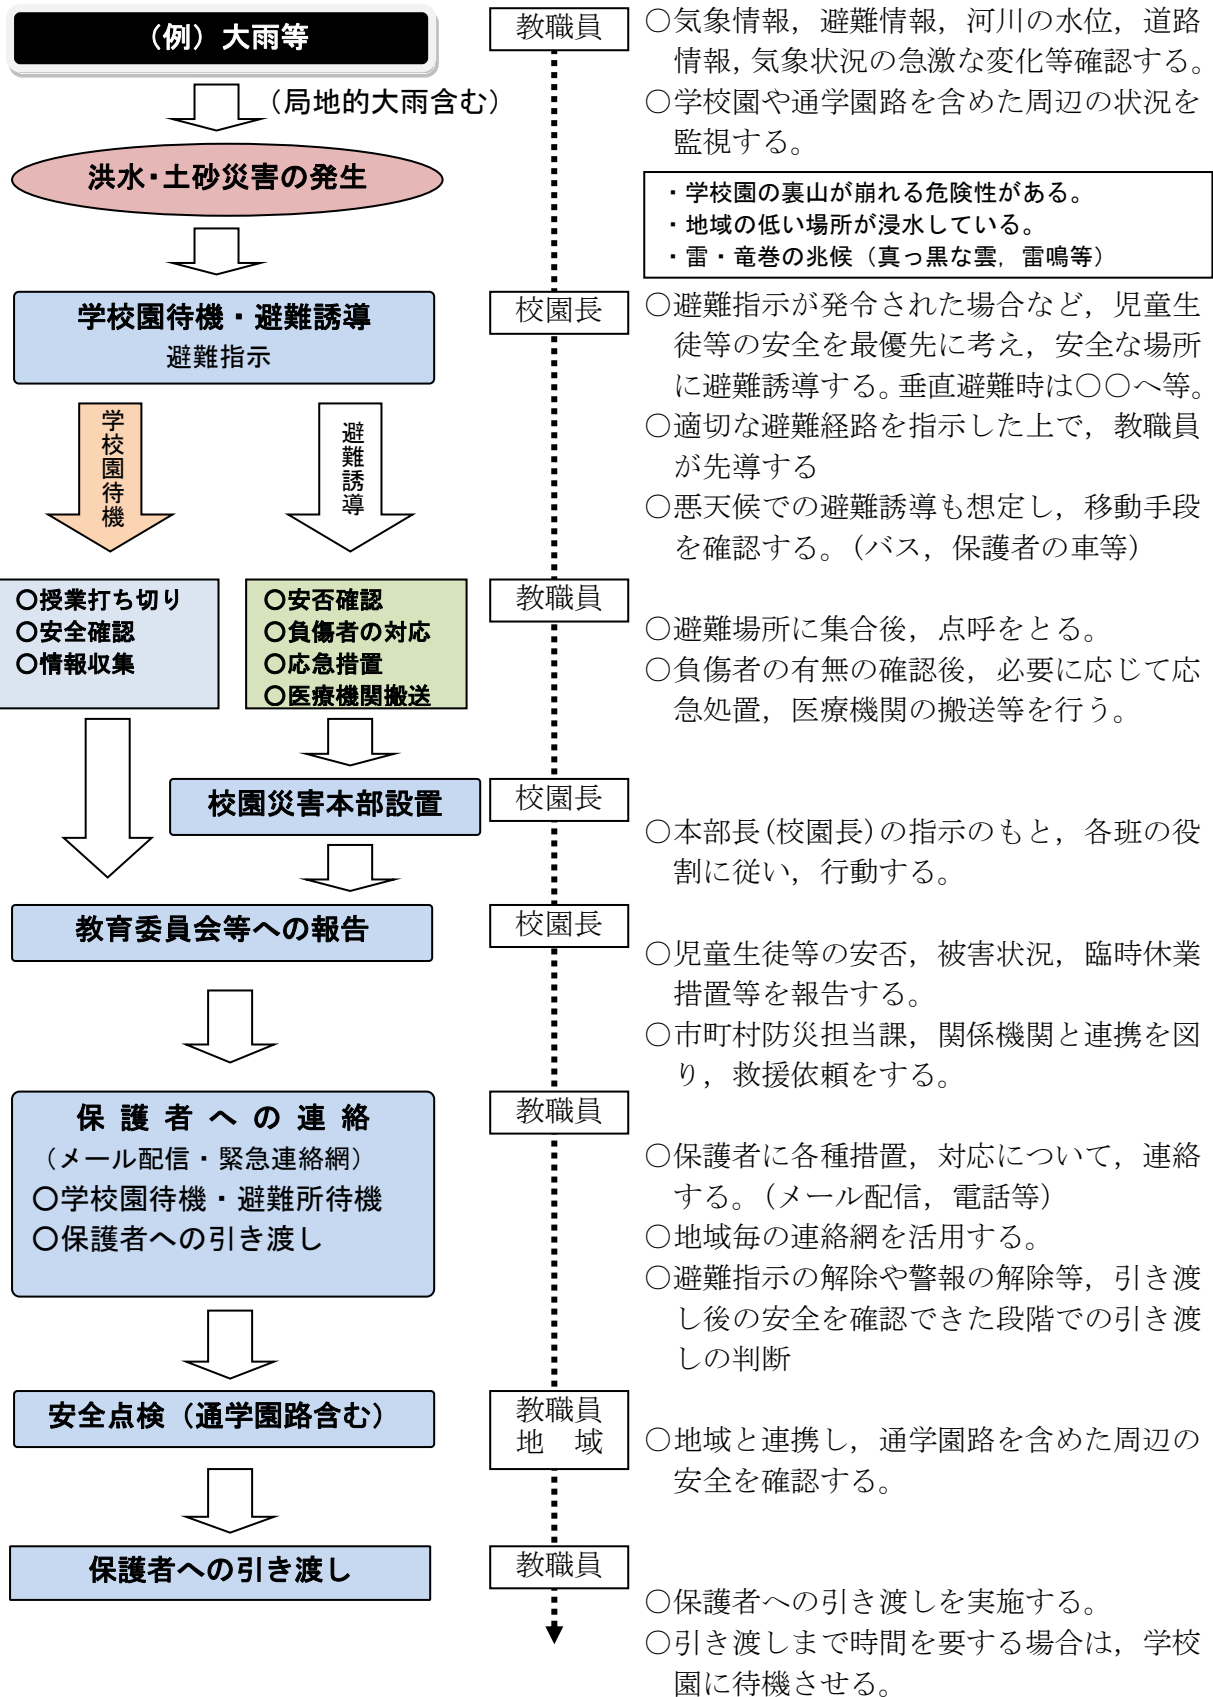 （例）大雨等
（局地的大雨含む）
洪水・土砂災害の発生
学校園待機・避難誘導
避難指示
学校園待機
避難誘導
○授業打ち切り
○安全確認
○情報収集
○安否確認
○負傷者の対応
○応急措置
○医療機関搬送
校園災害本部設置
教育委員会等への報告
保護者への連絡
（メール配信・緊急連絡網）
○学校園待機・避難所待機
○保護者への引き渡し
安全点検（通学園路含む）
保護者への引き渡し
教職員
○気象情報，避難情報，河川の水位，道路
情報，気象状況の急激な変化等確認する。
○学校園や通学園路を含めた周辺の状況を
監視する。
・学校園の裏山が崩れる危険性がある。
・地域の低い場所が浸水している。
・雷・竜巻の兆候（真っ黒な雲，雷鳴等）
校園長
○避難指示が発令された場合など，児童生
徒等の安全を最優先に考え，安全な場所
に避難誘導する。垂直避難時は○○へ等。
○適切な避難経路を指示した上で，教職員
が先導する
○悪天候での避難誘導も想定し，移動手段
を確認する。（バス，保護者の車等）
教職員
○避難場所に集合後，点呼をとる。
○負傷者の有無の確認後，必要に応じて応
急処置，医療機関の搬送等を行う。
校園長
○本部長（校園長）の指示のもと，各班の役
割に従い，行動する。
校園長
○児童生徒等の安否，被害状況，臨時休業
措置等を報告する。
○市町村防災担当課，関係機関と連携を図
り，救援依頼をする。
教職員
○保護者に各種措置，対応について，連絡
する。（メール配信，電話等）
○地域毎の連絡網を活用する。
○避難指示の解除や警報の解除等，引き渡
し後の安全を確認できた段階での引き渡
しの判断
教職員
地　域
○地域と連携し，通学園路を含めた周辺の
安全を確認する。
教職員
○保護者への引き渡しを実施する。
○引き渡しまで時間を要する場合は，学校
園に待機させる。